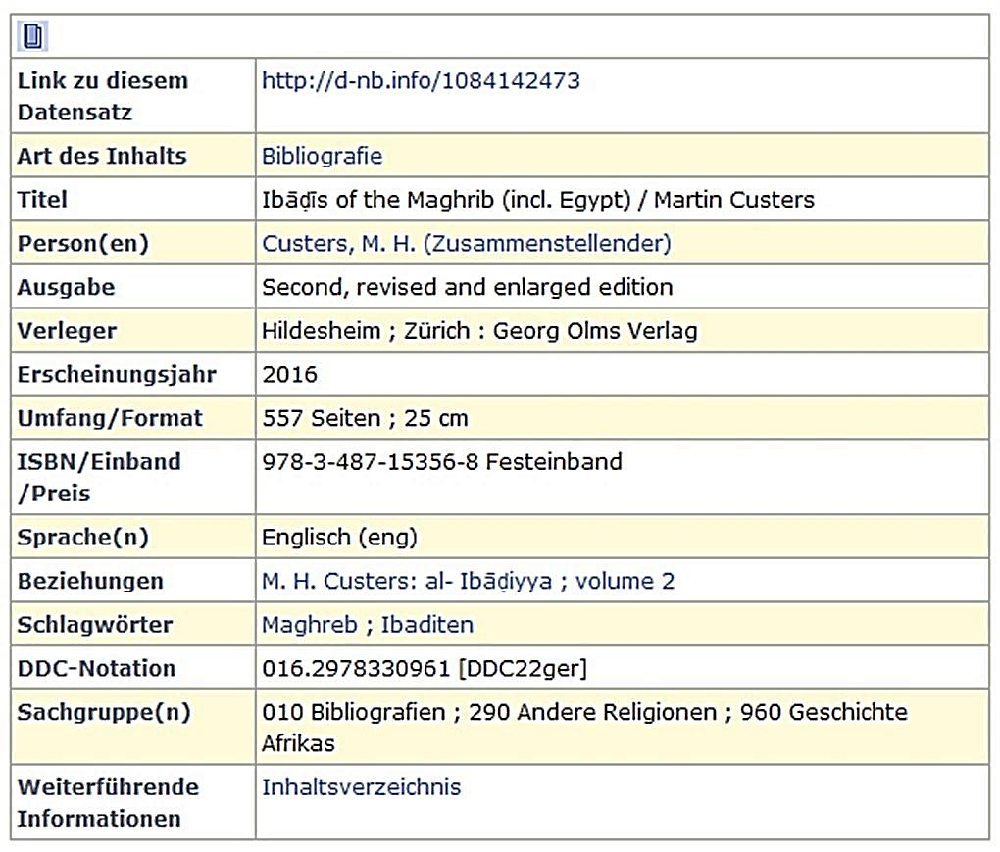 Link zu diesem http://d-nb.info/1084142473
Datensatz
Art des Inhalts Bibliografie
Titel Ibāḍīs of the Maghrib (incl. Egypt) / Martin Custers
Person(en) Custers, M. H. (Zusammenstellender)
Ausgabe Second, revised and enlarged edition
Verleger Hildesheim ; Zürich : Georg Olms Verlag
Erscheinungsjahr 2016
Umfang/Format 557 Seiten ; 25 cm
ISBN/Einband 978-3-487-15356-8 Festeinband
/Preis
Sprache(n) Englisch (eng)
Beziehungen M. H. Custers: al- Ibāḍiyya ; volume 2
Schlagwörter Maghreb ; Ibaditen
DDC-Notation 016.2978330961 [DDC22ger]
Sachgruppe(n) 010 Bibliografien ; 290 Andere Religionen ; 960 Geschichte
Afrikas
Weiterführende Inhaltsverzeichnis
Informationen